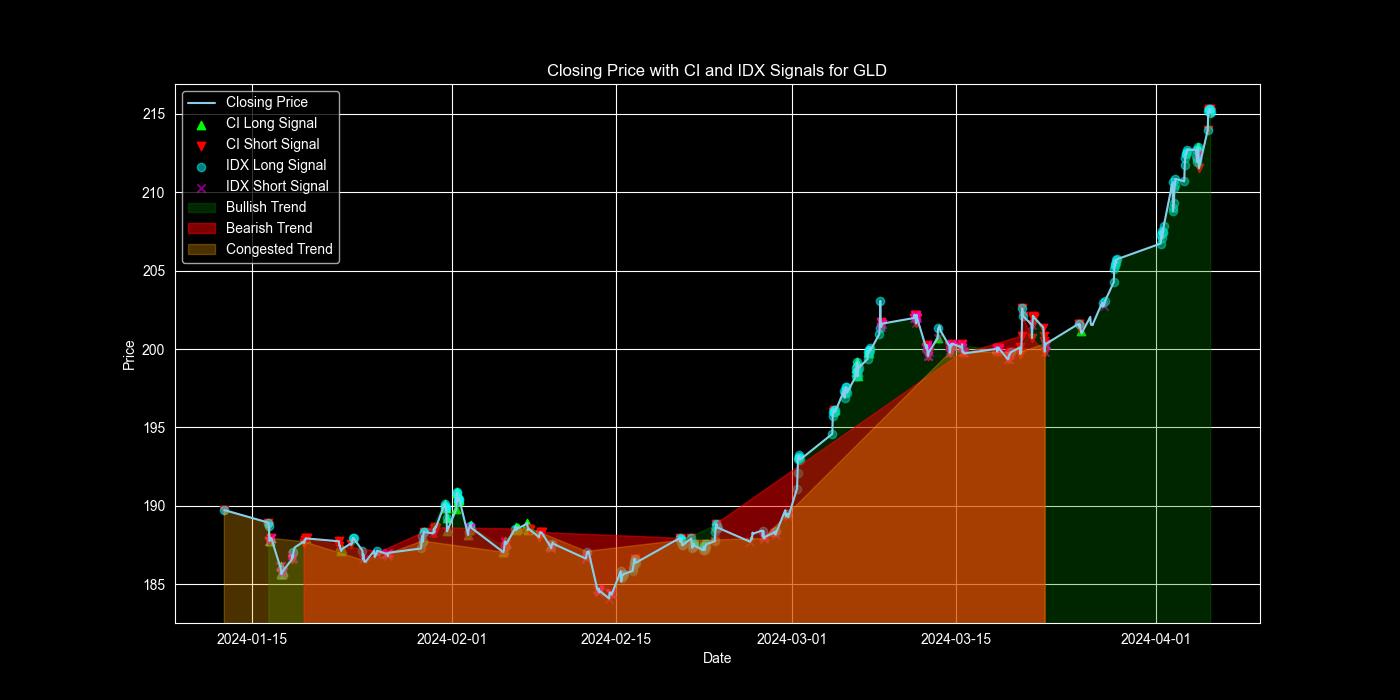 Closing Price with CI and IDX Signals for GLD
Closing Price
CI Long Signal
CI Short Signal
IDX Long Signal
IDX Short Signal
Bullish Trend
Bearish Trend
Congested Trend
215
210
205
200
195
190
185
Price
2024-01-15
2024-02-01
2024-02-15
2024-03-01
2024-03-15
2024-04-01
Date